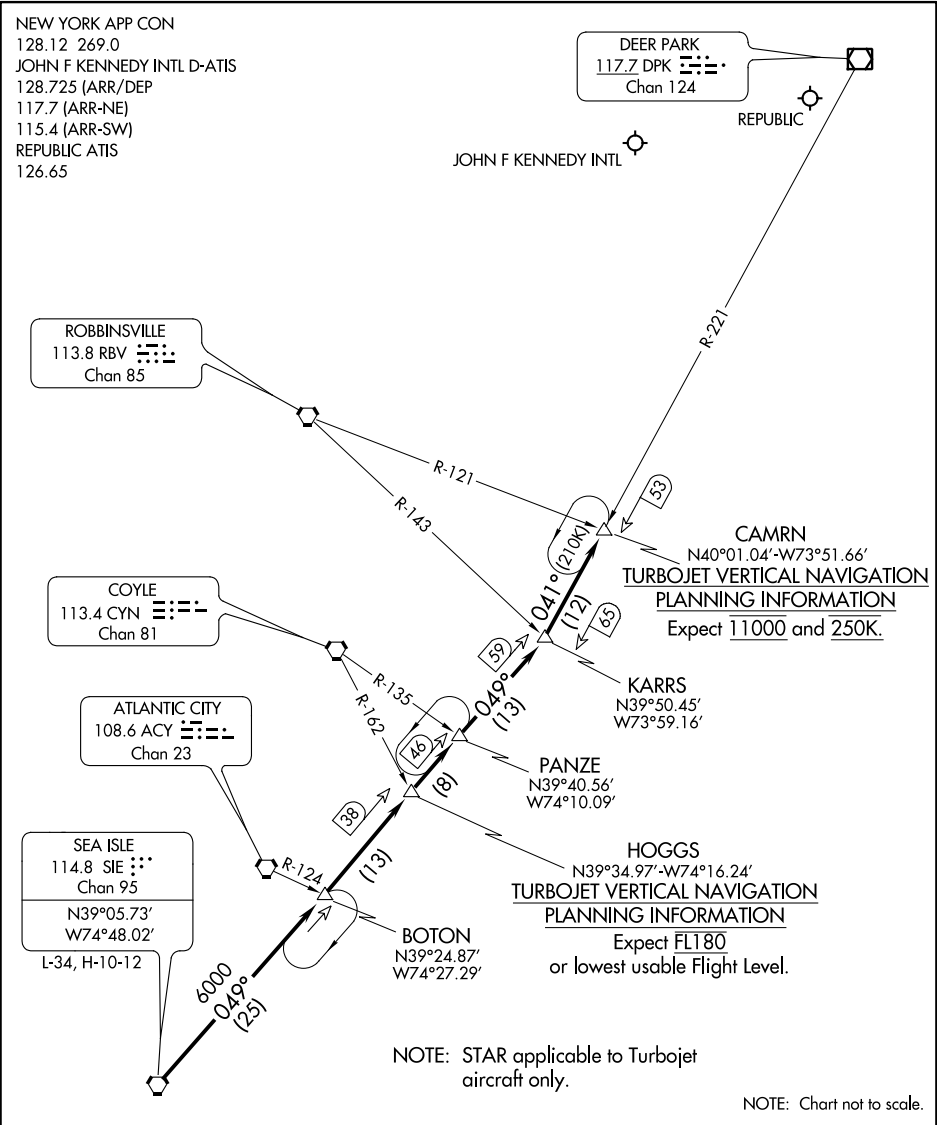 NEW YORK APP CON
128.12 269.0
JOHN F KENNEDY INTL D-ATIS
128.725 (ARR/DEP
117.7 (ARR-NE)
115.4 (ARR-SW)
REPUBLIC ATIS
126.65
DEER PARK
117.7 DPK
Chan 124
REPUBLIC
JOHN F KENNEDY INTL
R-221
ROBBINSVILLE
113.8 RBV
Chan 85
R-121
R-143
53
CAMRN
N40°01.04'-W73°51.66'
TURBOJET VERTICAL NAVIGATION
PLANNING INFORMATION
Expect 11000 and 250K.
041° (210K)
(12)
65
59
KARRS
N39°50.45'
W73°59.16'
COYLE
113.4 CYN
Chan 81
R-135
R-162
049°
(13)
46
(8)
PANZE
N39°40.56'
W74°10.09'
ATLANTIC CITY
108.6 ACY
Chan 23
38
(13)
HOGGS
N39°34.97'-W74°16.24'
TURBOJET VERTICAL NAVIGATION
PLANNING INFORMATION
Expect FL180
or lowest usable Flight Level.
SEA ISLE
114.8 SIE
Chan 95
N39°05.73'
W74°48.02'
L-34, H-10-12
R-124
BOTON
N39°24.87'
W74°27.29'
6000
049°
(25)
NOTE: STAR applicable to Turbojet
aircraft only.
NOTE: Chart not to scale.